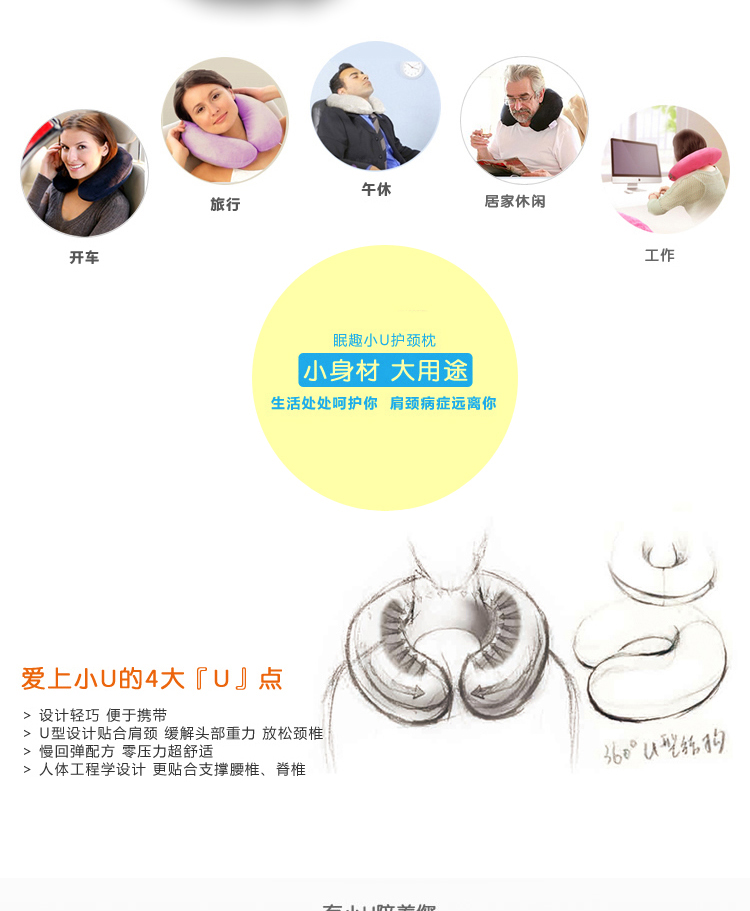 午休
居家休闲
旅行
工作
开车
眠趣小U护颈枕
小身材 大用途
生活处处呵护你 肩颈病症远离你
爱上小U的4大『U』点
> 设计轻巧 便于携带
> U型设计贴合肩颈 缓解头部重力 放松颈椎
> 慢回弹配方 零压力超舒适
> 人体工程学设计 更贴合支撑腰椎、脊椎
360° U型结构